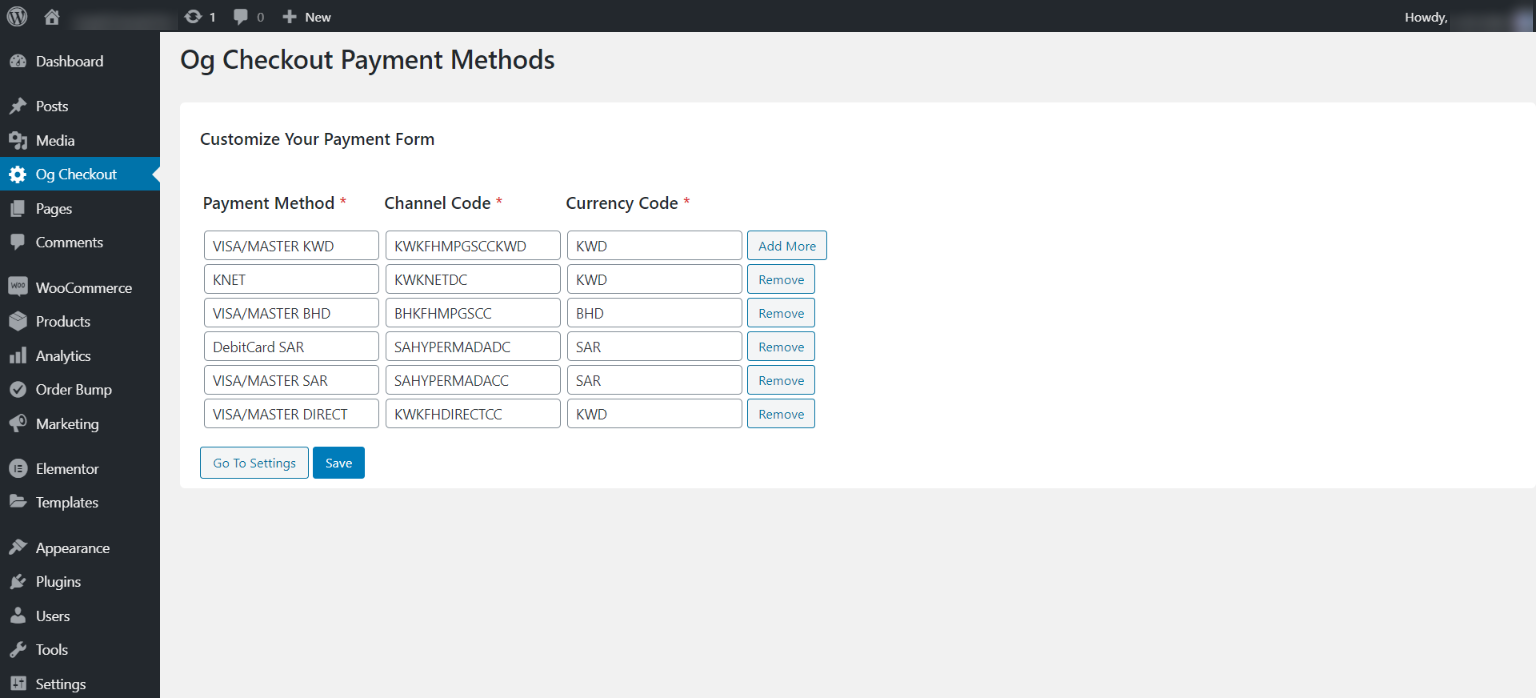 1 0 New Howdy,
Dashboard
Posts
Media
Og Checkout
Pages
Comments
WOO WooCommerce
Products
Analytics
Order Bump
Marketing
Elementor
Templates
Appearance
Plugins
Users
Tools
Settings
Og Checkout Payment Methods
Customize Your Payment Form
Payment Method * Channel Code * Currency Code *
VISA/MASTER KWD KWKFHMPGSCCKWD KWD Add More
KNET KWKNETDC KWD Remove
VISA/MASTER BHD BHKFHMPGSCC BHD Remove
DebitCard SAR SAHYPERMADADC SAR Remove
VISA/MASTER SAR SAHYPERMADACC SAR Remove
VISA/MASTER DIRECT KWKFHDIRECTCC KWD Remove
Go To Settings Save